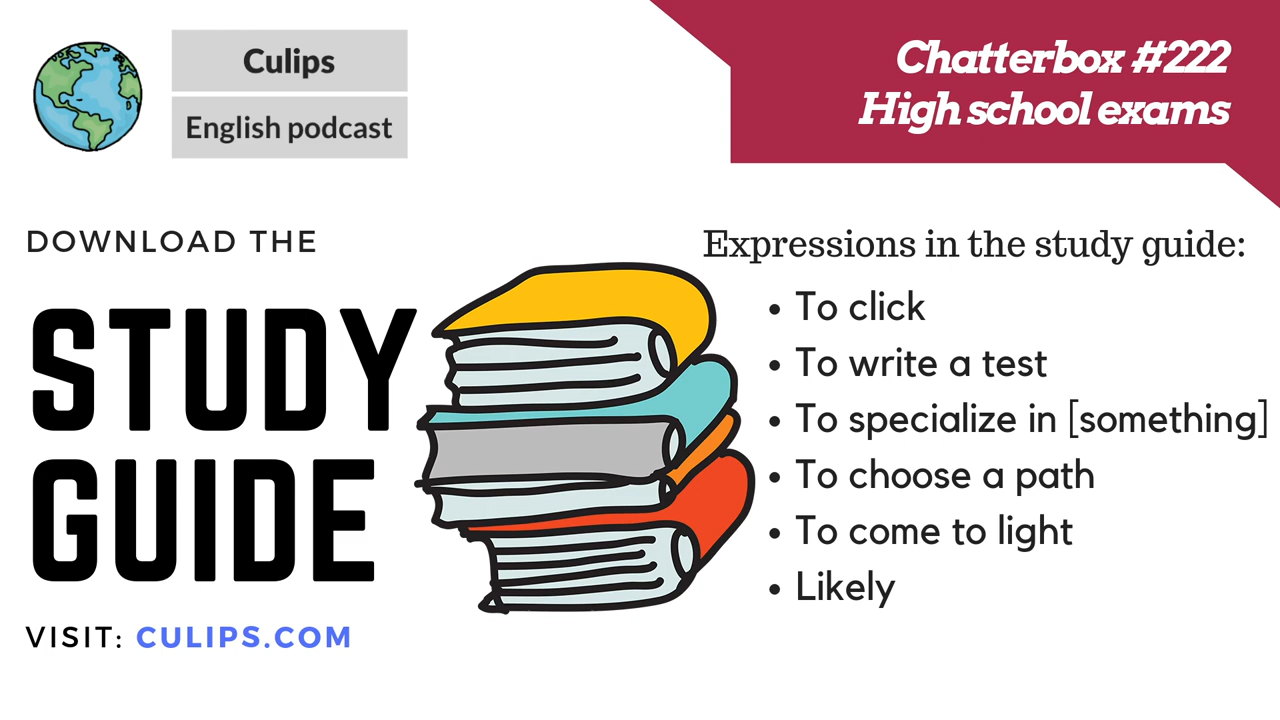 Culips
English podcast
Chatterbox #222
High school exams
DOWNLOAD THE
STUDY
GUIDE
VISIT: CULIPS.COM
Expressions in the study guide:
• To click
• To write a test
• To specialize in [something]
• To choose a path
• To come to light
• Likely